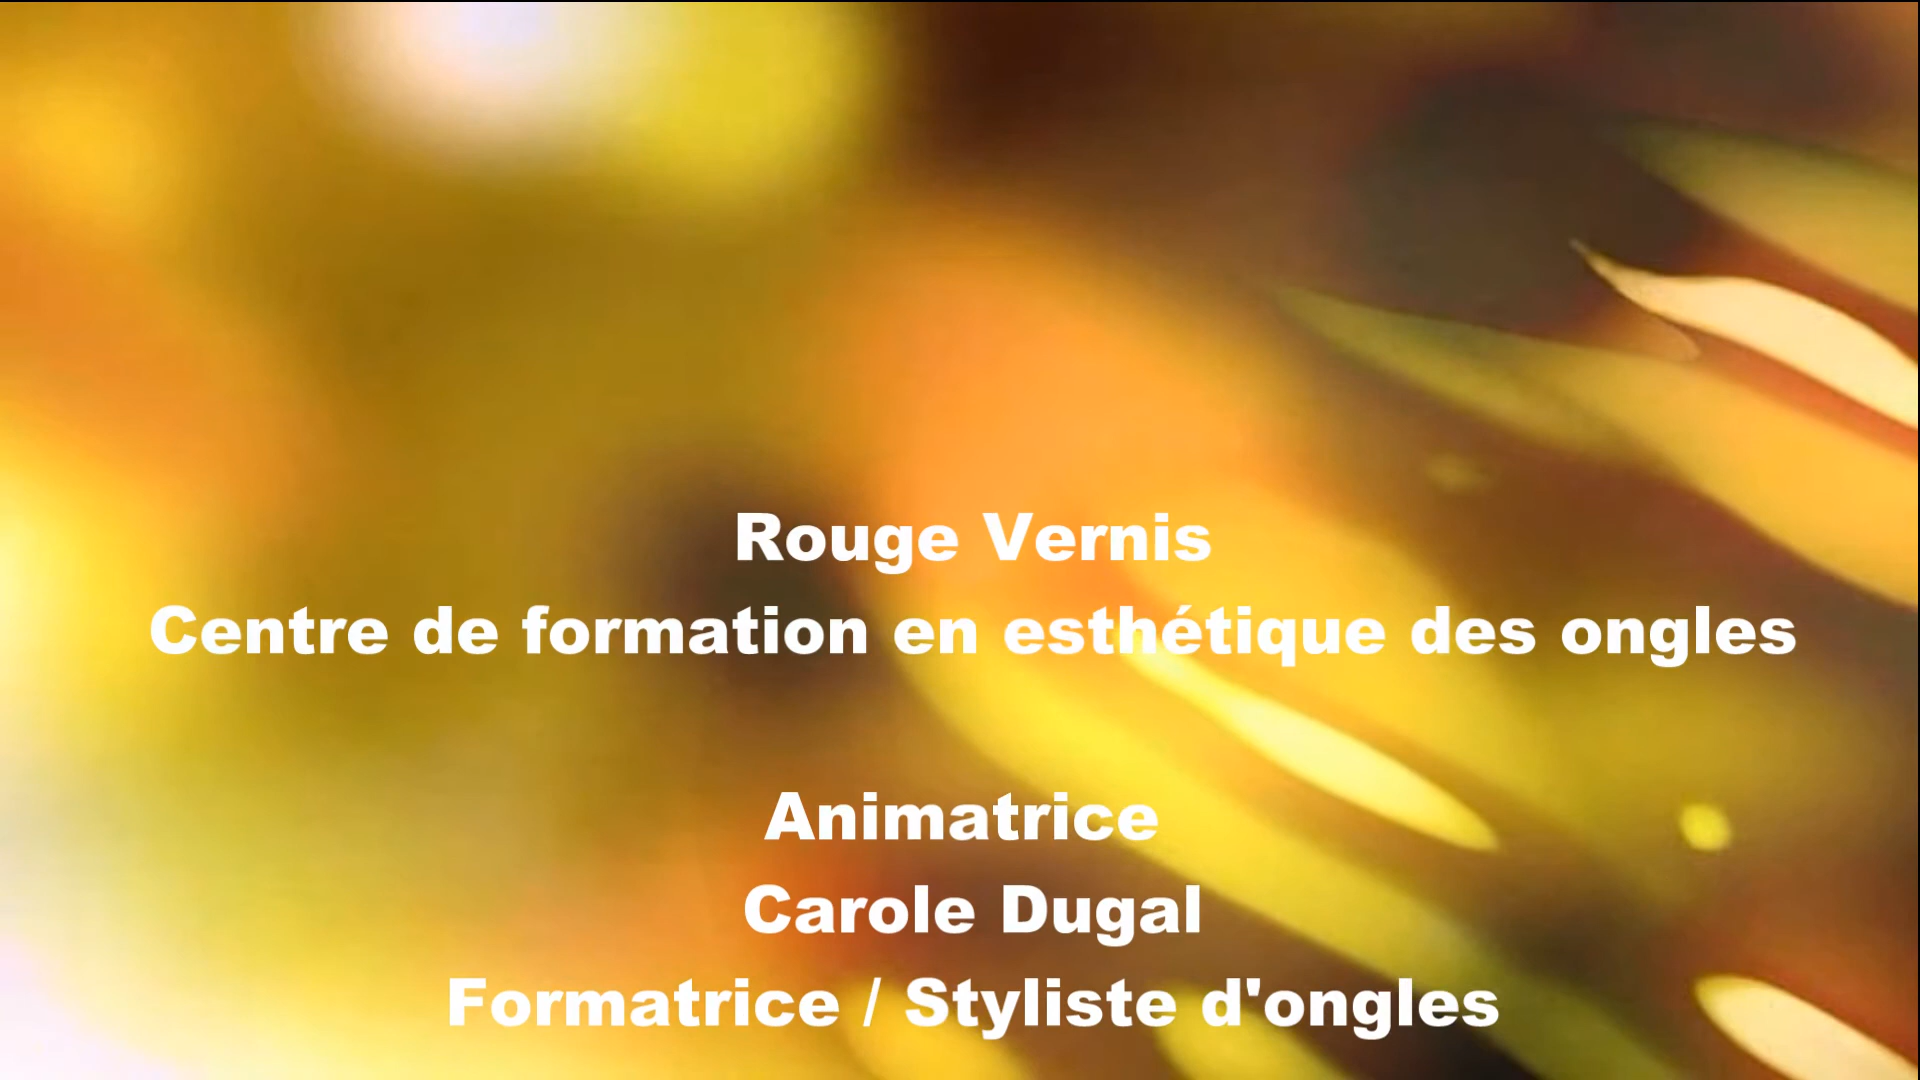 Rouge Vernis
Centre de formation en esthétique des ongles
Animatrice
Carole Dugal
Formatrice / Styliste d'ongles